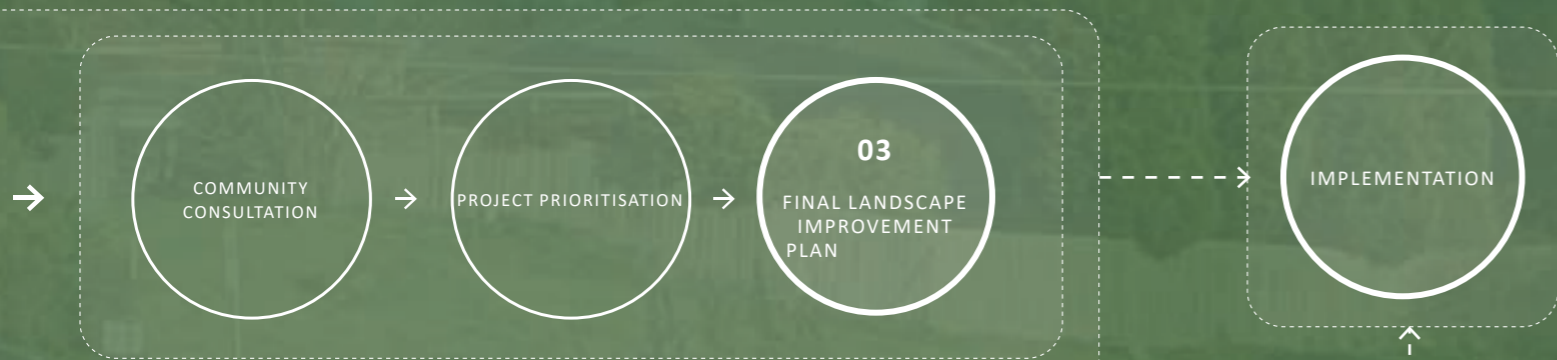 COMMUNITY
CONSULTATION
PROJECT PRIORITISATION
03
FINAL LANDSCAPE
IMPROVEMENT
PLAN
IMPLEMENTATION